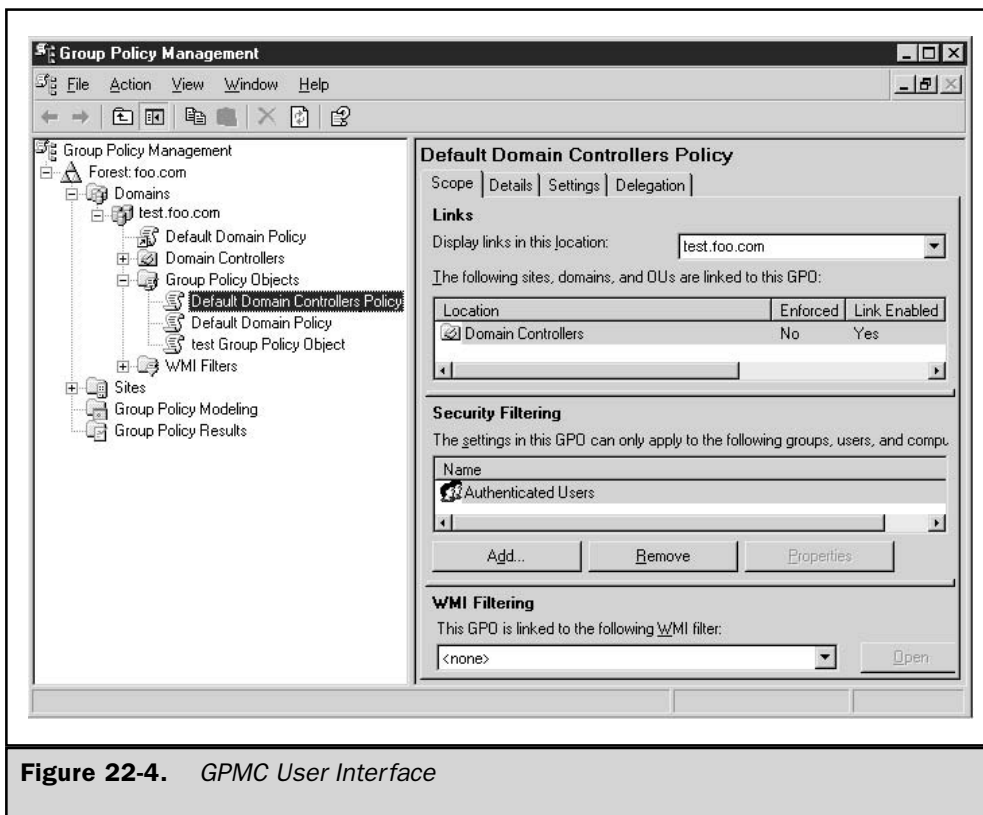 Group Policy Management
File Action View Window Help
Group Policy Management
Forest: foo.com
Domains
test.foo.com
Default Domain Policy
Domain Controllers
Group Policy Objects
Default Domain Controllers Policy
Default Domain Policy
test Group Policy Object
WMI Filters
Sites
Group Policy Modeling
Group Policy Results
Default Domain Controllers Policy
Scope Details Settings Delegation
Links
Display links in this location: test.foo.com
The following sites, domains, and OUs are linked to this GPO:
Location Enforced Link Enabled
Domain Controllers No Yes
Security Filtering
The settings in this GPO can only apply to the following groups, users, and compu
Name
Authenticated Users
Add... Remove Properties
WMI Filtering
This GPO is linked to the following WMI filter:
<none> Open
Figure 22-4. GPMC User Interface